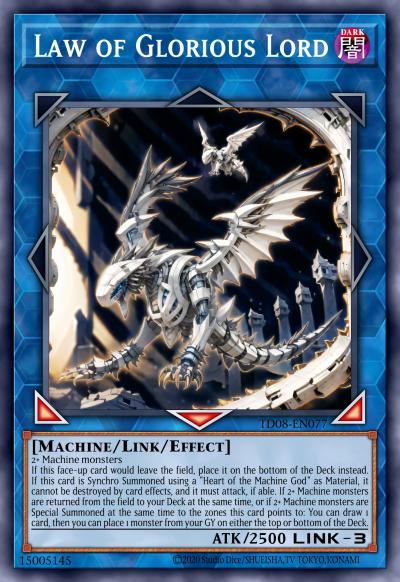 LAW OF GLORIOUS LORD
DARK
闇
TD08-EN077
[MACHINE/LINK/EFFECT]
2+ Machine monsters
If this face-up card would leave the field, place it on the bottom of the Deck instead.
If this card is Synchro Summoned using a "Heart of the Machine God" as Material, it
cannot be destroyed by card effects, and it must attack, if able. If 2+ Machine monsters
are returned from the field to your Deck at the same time, or if 2+ Machine monsters are
Special Summoned at the same time to the zones this card points to: You can draw 1
card, then you can place 1 monster from your GY on either the top or bottom of the Deck.
ATK/2500 LINK-3
15005145
©2020 Studio Dice/SHUEISHA,TV TOKYO,KONAMI